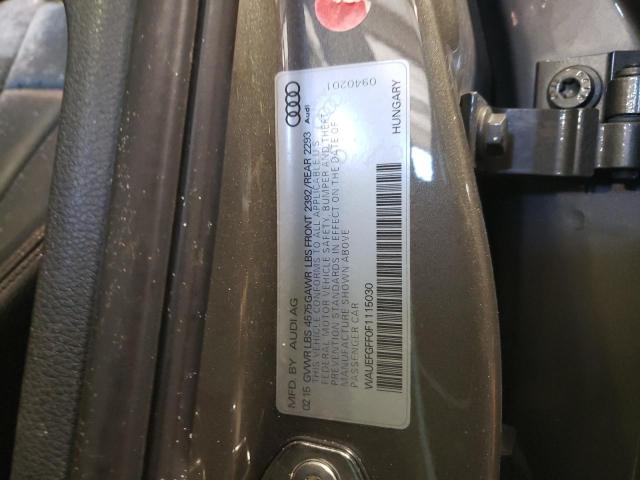 MFD. BY AUDI AG
Audi
0940201
02 15 GVWR LBS 4575 GAWR LBS FRONT 2392/REAR 2293
THIS VEHICLE CONFORMS TO ALL APPLICABLE U.S.
FEDERAL MOTOR VEHICLE SAFETY, BUMPER AND THEFT
PREVENTION STANDARDS IN EFFECT ON THE DATE OF
MANUFACTURE SHOWN ABOVE
PASSENGER CAR
WAUEFGFF0F1115030
HUNGARY